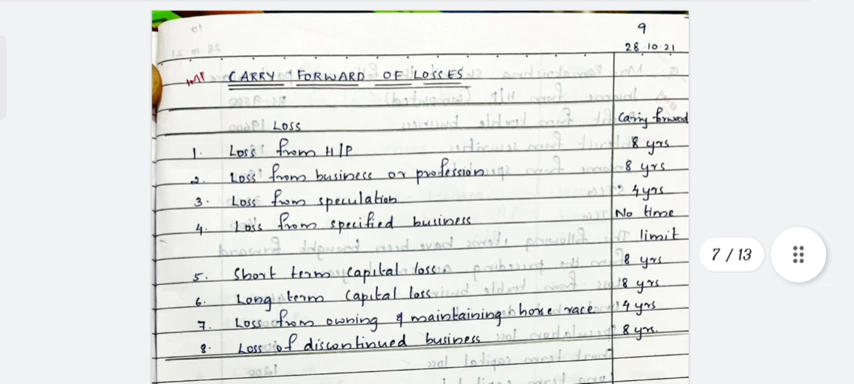 9
28.10.21
Imp CARRY FORWARD OF LOSSES
Loss Carry forward
1. Loss from H/P 8 yrs
2. Loss from business or profession 8 yrs
3. Loss from speculation 4 yrs
4. Loss from specified business No time limit
5. Short term capital loss 8 yrs
6. Long term capital loss 8 yrs
7. Loss from owning & maintaining horse race 4 yrs
8. Loss of discontinued business 8 yrs.
7 / 13